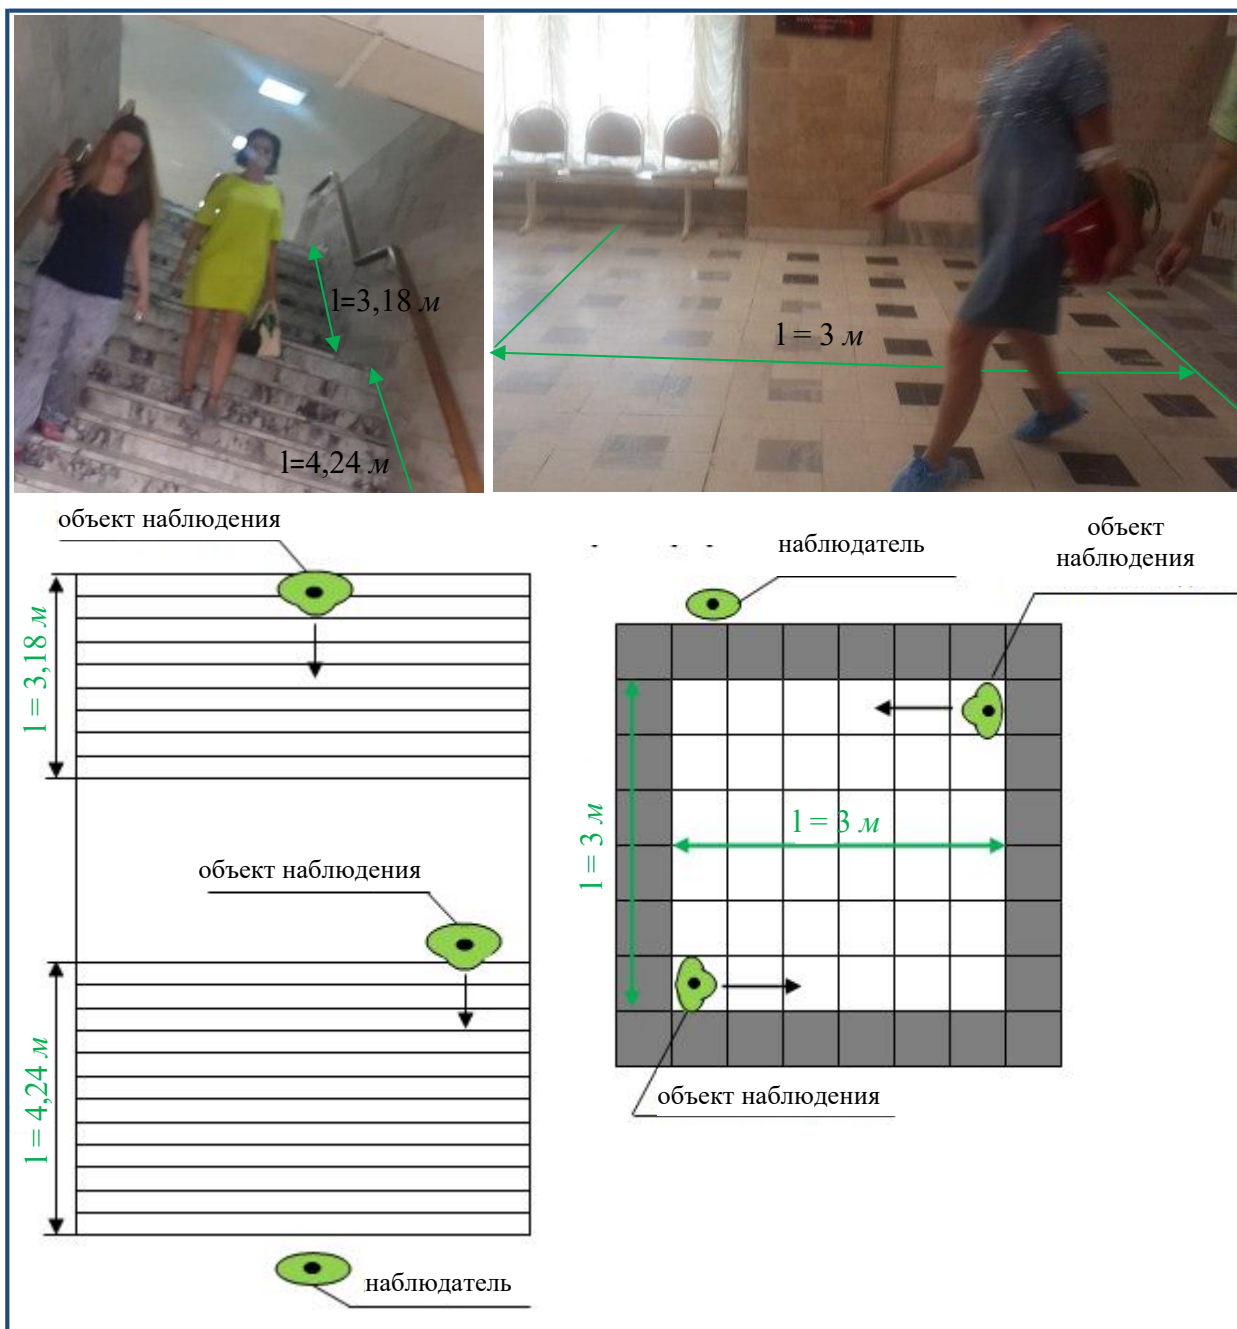 l=3,18 м
l=4,24 м
l = 3 м
объект наблюдения
l = 3,18 м
объект наблюдения
l = 4,24 м
наблюдатель
наблюдатель
объект
наблюдения
l = 3 м
l = 3 м
объект наблюдения